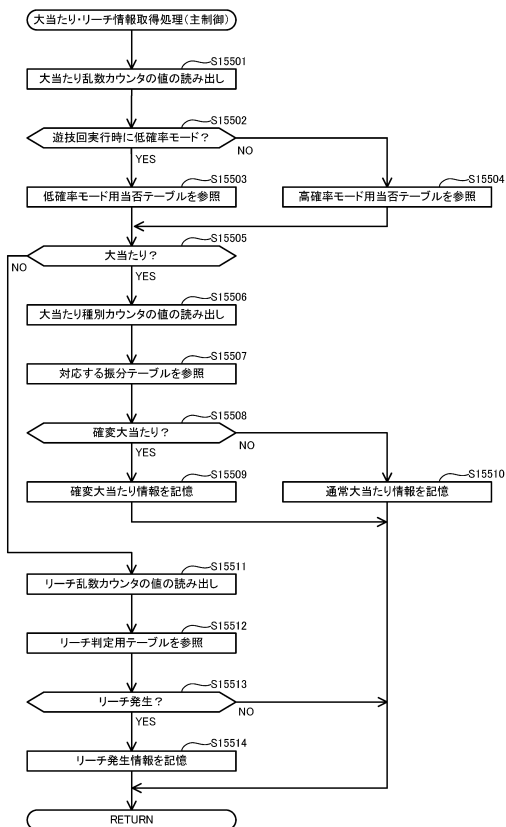 大当たり・リーチ情報取得処理(主制御)
S15501
大当たり乱数カウンタの値の読み出し
S15502
遊技回実行時に低確率モード?
NO
YES
S15503
低確率モード用当否テーブルを参照
S15504
高確率モード用当否テーブルを参照
S15505
大当たり?
NO
YES
S15506
大当たり種別カウンタの値の読み出し
S15507
対応する振分テーブルを参照
S15508
確変大当たり?
NO
YES
S15509
確変大当たり情報を記憶
S15510
通常大当たり情報を記憶
S15511
リーチ乱数カウンタの値の読み出し
S15512
リーチ判定用テーブルを参照
S15513
リーチ発生?
NO
YES
S15514
リーチ発生情報を記憶
RETURN